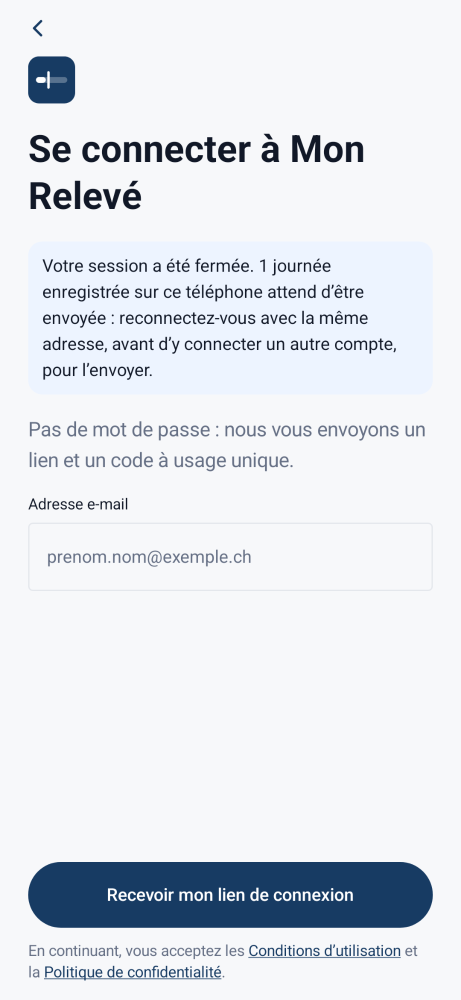 Se connecter à Mon
Relevé
Votre session a été fermée. 1 journée
enregistrée sur ce téléphone attend d’être
envoyée : reconnectez-vous avec la même
adresse, avant d’y connecter un autre compte,
pour l’envoyer.
Pas de mot de passe : nous vous envoyons un
lien et un code à usage unique.
Adresse e-mail
prenom.nom@exemple.ch
Recevoir mon lien de connexion
En continuant, vous acceptez les Conditions d’utilisation et
la Politique de confidentialité.